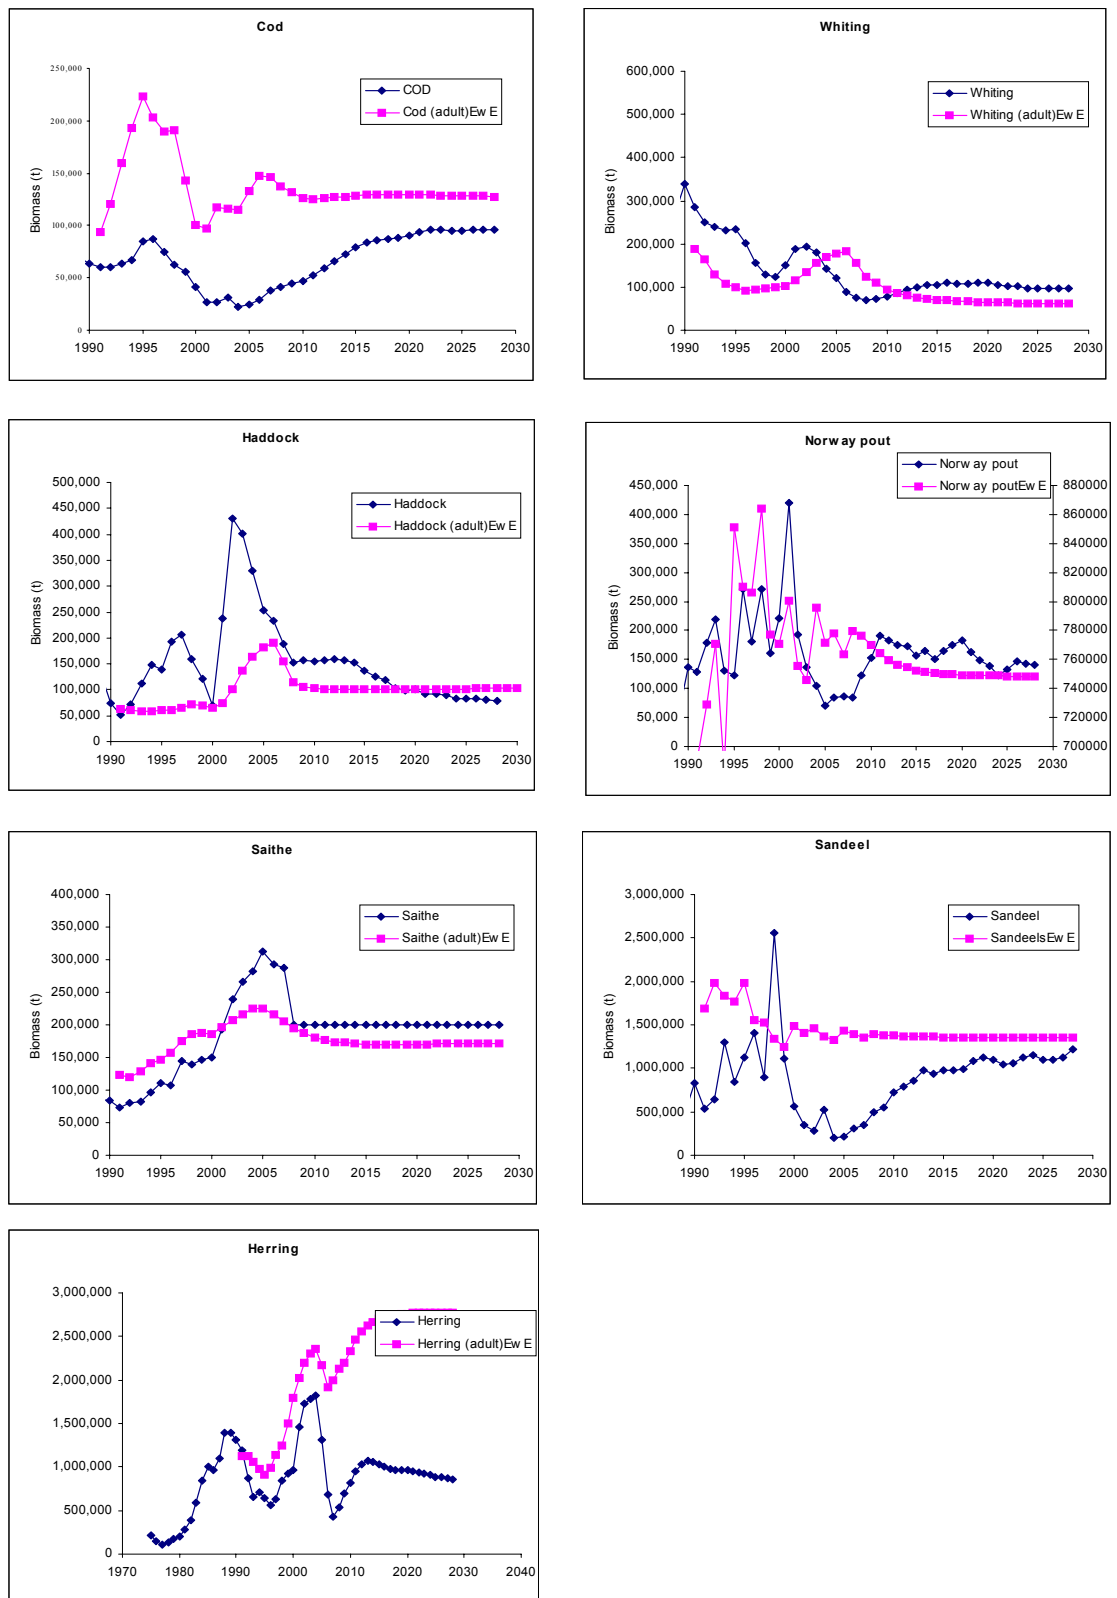 Cod
250,000
200,000
150,000
100,000
50,000
0
Biomass (t)
COD
Cod (adult)Ew E
1990 1995 2000 2005 2010 2015 2020 2025 2030
Whiting
600,000
500,000
400,000
300,000
200,000
100,000
0
Biomass (t)
Whiting
Whiting (adult)Ew E
1990 1995 2000 2005 2010 2015 2020 2025 2030
Haddock
500,000
450,000
400,000
350,000
300,000
250,000
200,000
150,000
100,000
50,000
0
Biomass (t)
Haddock
Haddock (adult)Ew E
1990 1995 2000 2005 2010 2015 2020 2025 2030
Norw ay pout
450,000
400,000
350,000
300,000
250,000
200,000
150,000
100,000
50,000
0
Biomass (t)
Norw ay pout
Norw ay poutEw E
880000
860000
840000
820000
800000
780000
760000
740000
720000
700000
1990 1995 2000 2005 2010 2015 2020 2025 2030
Saithe
400,000
350,000
300,000
250,000
200,000
150,000
100,000
50,000
0
Biomass (t)
Saithe
Saithe (adult)Ew E
1990 1995 2000 2005 2010 2015 2020 2025 2030
Sandeel
3,000,000
2,500,000
2,000,000
1,500,000
1,000,000
500,000
0
Biomass (t)
Sandeel
SandeelsEw E
1990 1995 2000 2005 2010 2015 2020 2025 2030
Herring
3,000,000
2,500,000
2,000,000
1,500,000
1,000,000
500,000
0
Biomass (t)
Herring
Herring (adult)Ew E
1970 1980 1990 2000 2010 2020 2030 2040